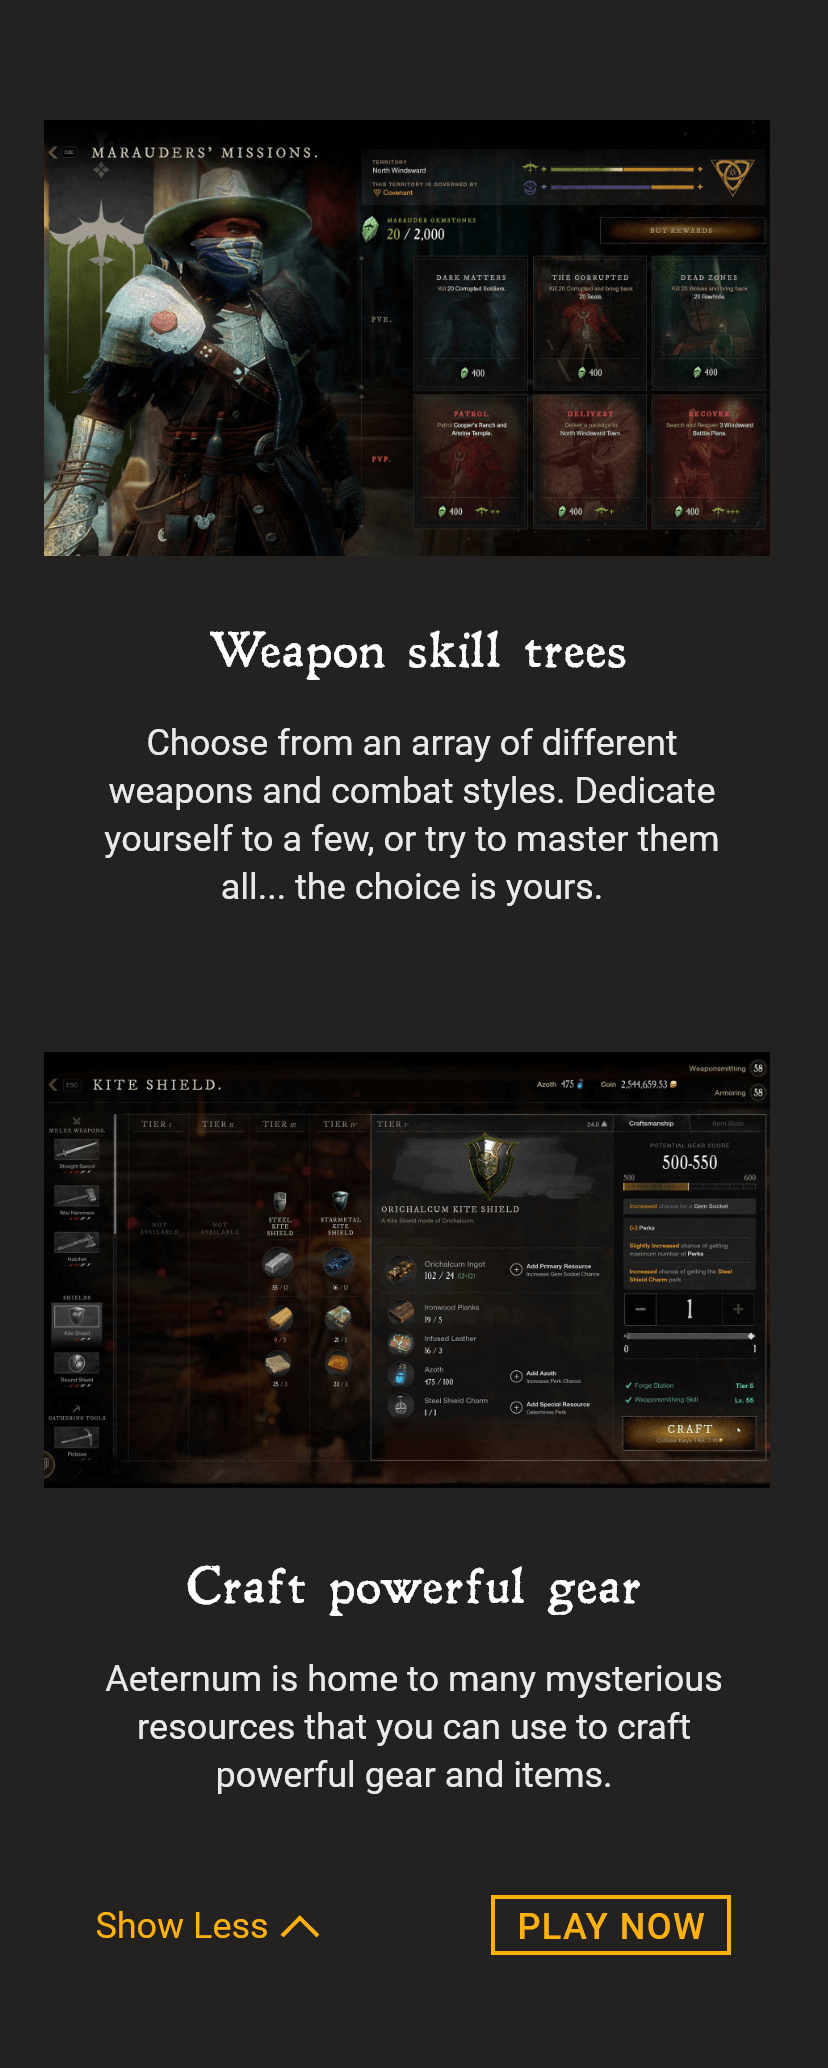 ESC MARAUDERS' MISSIONS.
TERRITORY
North Windsward
THIS TERRITORY IS GOVERNED BY
Covenant
MARAUDER GEMSTONES
20 / 2,000
BUY REWARDS
PVE.
DARK MATTERS
Kill 20 Corrupted Soldiers.
400
THE CORRUPTED
Kill 20 Corrupted and bring back
20 Seals.
400
DEAD ZONES
Kill 20 Wolves and bring back
20 Rawhide.
400
PVP.
PATROL
Patrol Cooper's Ranch and
Amrine Temple.
400
DELIVERY
Deliver a package to
North Windsward Town.
400
RECOVER
Search and Recover 3 Windsward
Battle Plans.
400
Weapon skill trees
Choose from an array of different
weapons and combat styles. Dedicate
yourself to a few, or try to master them
all... the choice is yours.
ESC KITE SHIELD.
Azoth 475 Coin 2,544,659.53
Weaponsmithing 58
Armoring 58
MELEE WEAPONS.
Straight Sword
War Hammers
Hatchet
SHIELDS
Kite Shield
Round Shield
GATHERING TOOLS
Pickaxe
TIER I
NOT
AVAILABLE
TIER II
NOT
AVAILABLE
TIER III
STEEL
KITE
SHIELD
55 / 12
0 / 5
25 / 3
TIER IV
STARMETAL
KITE
SHIELD
16 / 12
21 / 5
TIER V
24.0
ORICHALCUM KITE SHIELD
A Kite Shield made of Orichalcum.
Orichalcum Ingot
102 / 24 (12+12)
Add Primary Resource
Increases Gem Socket Chance
Ironwood Planks
19 / 5
Infused Leather
16 / 3
Azoth
475 / 100
Add Azoth
Increases Perk Chance
Steel Shield Charm
1 / 1
Add Special Resource
Determines Perk
Craftsmanship Item Stats
POTENTIAL GEAR SCORE
500-550
500 600
Increased chance for a Gem Socket
0-3 Perks
Slightly Increased chance of getting
maximum number of Perks
Increased chance of getting the Steel
Shield Charm perk
− 1 +
0 1
Forge Station Tier 5
Weaponsmithing Skill Lv. 55
CRAFT
Craft powerful gear
Aeternum is home to many mysterious
resources that you can use to craft
powerful gear and items.
Show Less
PLAY NOW